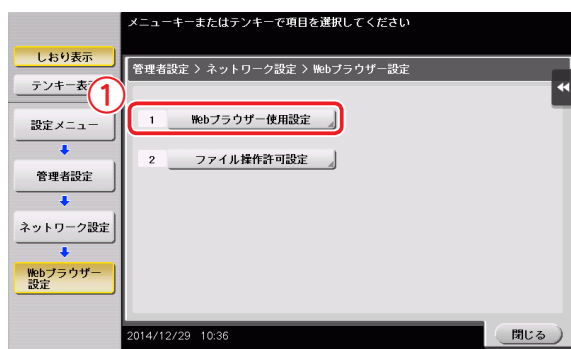 メニューキーまたはテンキーで項目を選択してください
しおり表示
テンキー表
管理者設定 > ネットワーク設定 > Webブラウザー設定
1
1 Webブラウザー使用設定
2 ファイル操作許可設定
設定メニュー
管理者設定
ネットワーク設定
Webブラウザー
設定
2014/12/29 10:36
閉じる